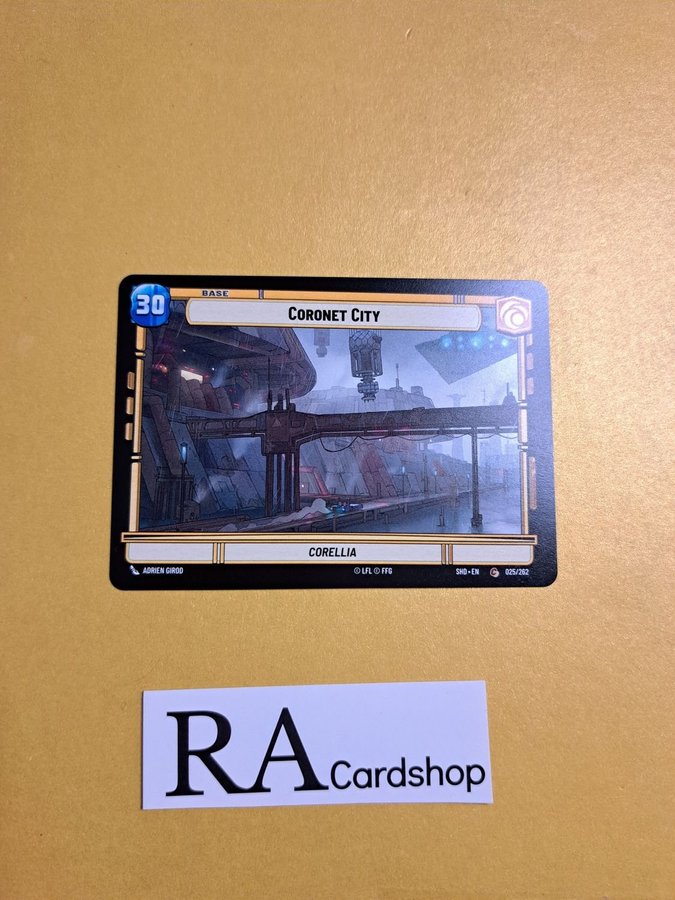 30
BASE
CORONET CITY
CORELLIA
ADRIEN GIROD
© LFL © FFG
SHD • EN C 025/262
RA Cardshop